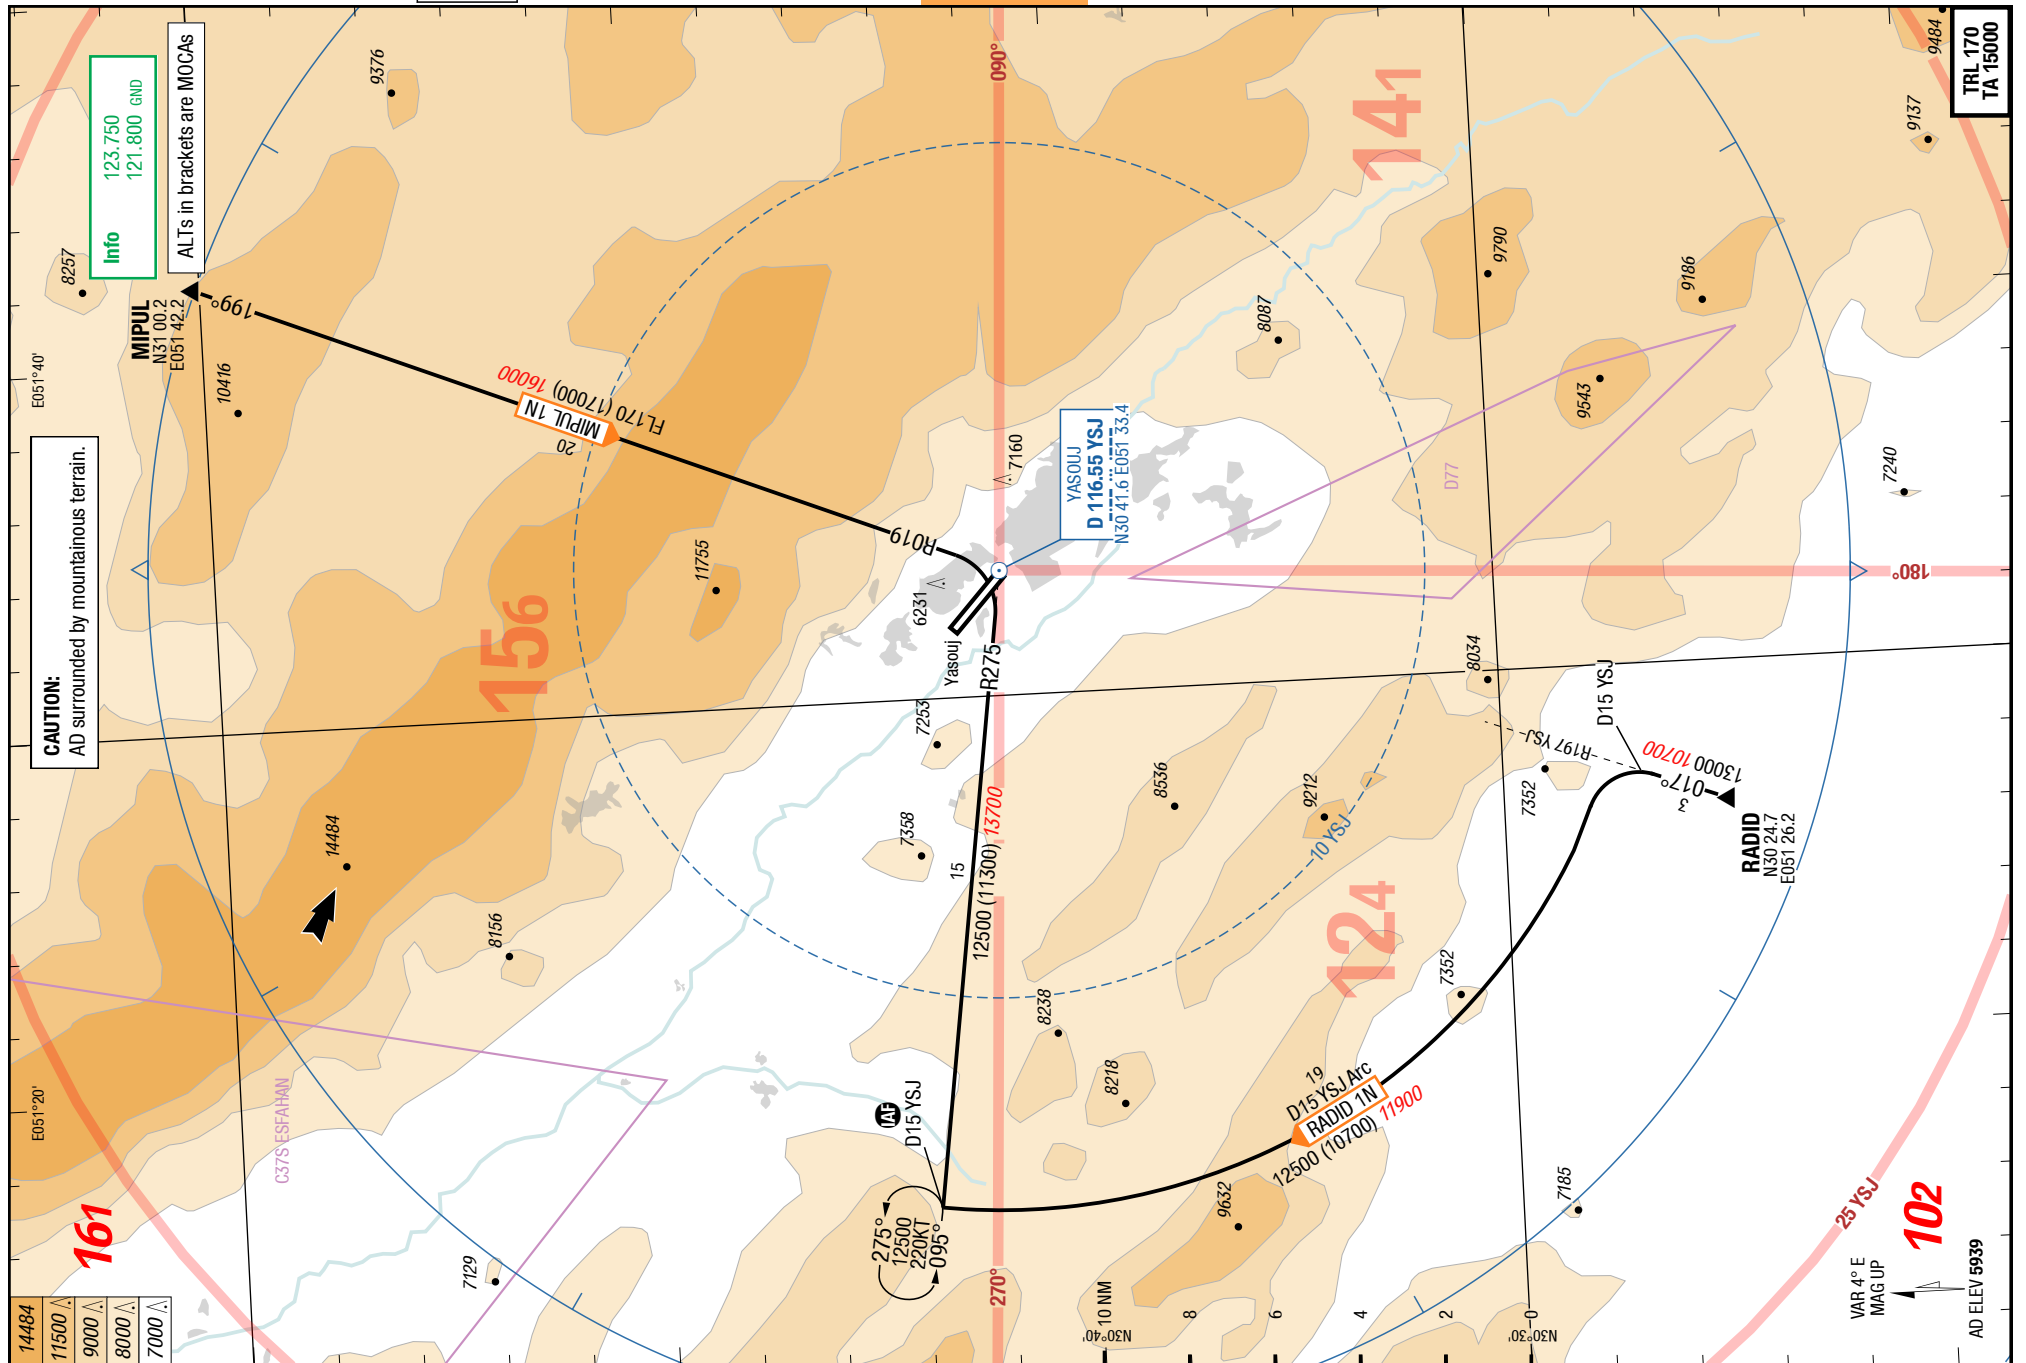 CAUTION:
AD surrounded by mountainous terrain.
Info 123.750
121.800 GND
ALTs in brackets are MOCAs
TRL 170
TA 15000
MIPUL
N31 00.2
E051 42.2
199°
16000
FL170 (17000)
MIPUL 1N
20
R019
YASOUJ
D 116.55 YSJ
N30 41.6 E051 33.4
Yasouj
R275
15
12500 (11300) 13700
IAF
D15 YSJ
275°
12500
220KT
095°
D15 YSJ Arc
19
RADID 1N
12500 (10700) 11900
D15 YSJ
R197 YSJ
13000 10700
017°
3
RADID
N30 24.7
E051 26.2
10 YSJ
25 YSJ
090°
180°
270°
156
141
124
161
102
C37S ESFAHAN
D77
E051°40'
E051°20'
N30°40'
N30°30'
10 NM
8
6
4
2
0
8257
9376
10416
11755
14484
8156
7129
6231
7160
7253
7358
8536
9212
8238
8218
9632
7185
7352
7352
8034
8087
9790
9186
9543
7240
9137
9484
14484
11500
9000
8000
7000
VAR 4° E
MAG UP
AD ELEV 5939